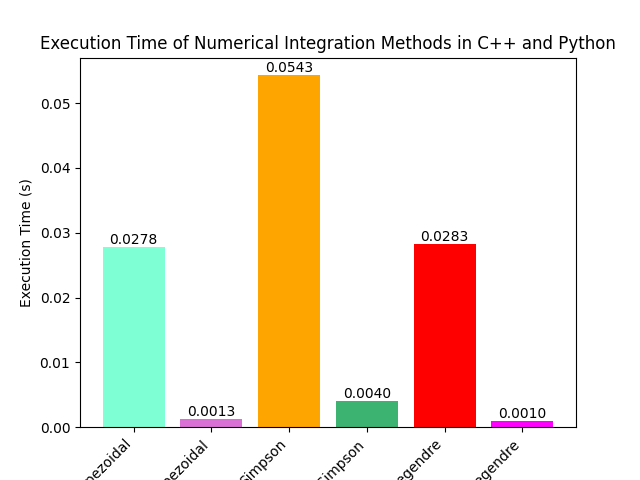 Execution Time of Numerical Integration Methods in C++ and Python
0.0543
0.05
0.04
0.03
0.02
0.01
0.00
Execution Time (s)
0.0278
0.0013
0.0040
0.0283
0.0010
pezoidal
pezoidal
Simpson
Simpson
egendre
egendre